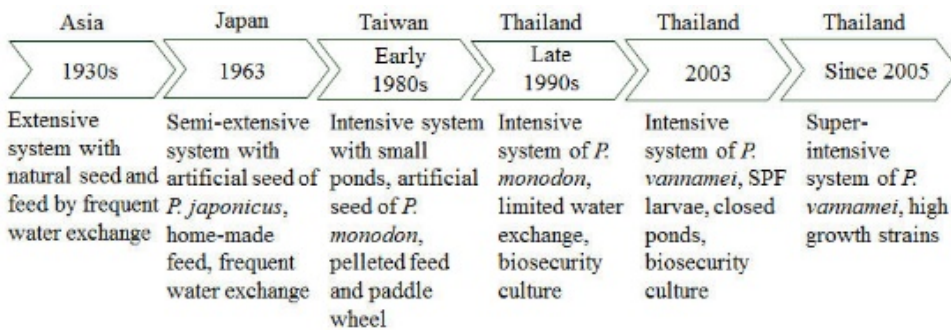 Asia
1930s
Extensive
system with
natural seed and
feed by frequent
water exchange
Japan
1963
Semi-extensive
system with
artificial seed of
P. japonicus,
home-made
feed, frequent
water exchange
Taiwan
Early
1980s
Intensive system
with small
ponds, artificial
seed of P.
monodon,
pelleted feed
and paddle
wheel
Thailand
Late
1990s
Intensive
system of P.
monodon,
limited water
exchange,
biosecurity
culture
Thailand
2003
Intensive
system of P.
vannamei, SPF
larvae, closed
ponds,
biosecurity
culture
Thailand
Since 2005
Super-
intensive
system of P.
vannamei, high
growth strains